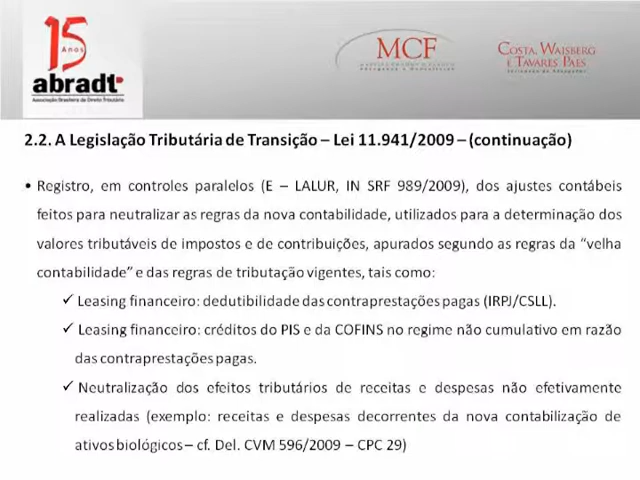 15
Anos
abradt
Associação Brasileira de Direito Tributário
MCF
Advocacia e Consultoria
COSTA, WAISBERG
E TAVARES PAES
Sociedade de Advogados
2.2. A Legislação Tributária de Transição – Lei 11.941/2009 – (continuação)
• Registro, em controles paralelos (E – LALUR, IN SRF 989/2009), dos ajustes contábeis
feitos para neutralizar as regras da nova contabilidade, utilizados para a determinação dos
valores tributáveis de impostos e de contribuições, apurados segundo as regras da “velha
contabilidade” e das regras de tributação vigentes, tais como:
✓ Leasing financeiro: dedutibilidade das contraprestações pagas (IRPJ/CSLL).
✓ Leasing financeiro: créditos do PIS e da COFINS no regime não cumulativo em razão
das contraprestações pagas.
✓ Neutralização dos efeitos tributários de receitas e despesas não efetivamente
realizadas (exemplo: receitas e despesas decorrentes da nova contabilização de
ativos biológicos – cf. Del. CVM 596/2009 – CPC 29)